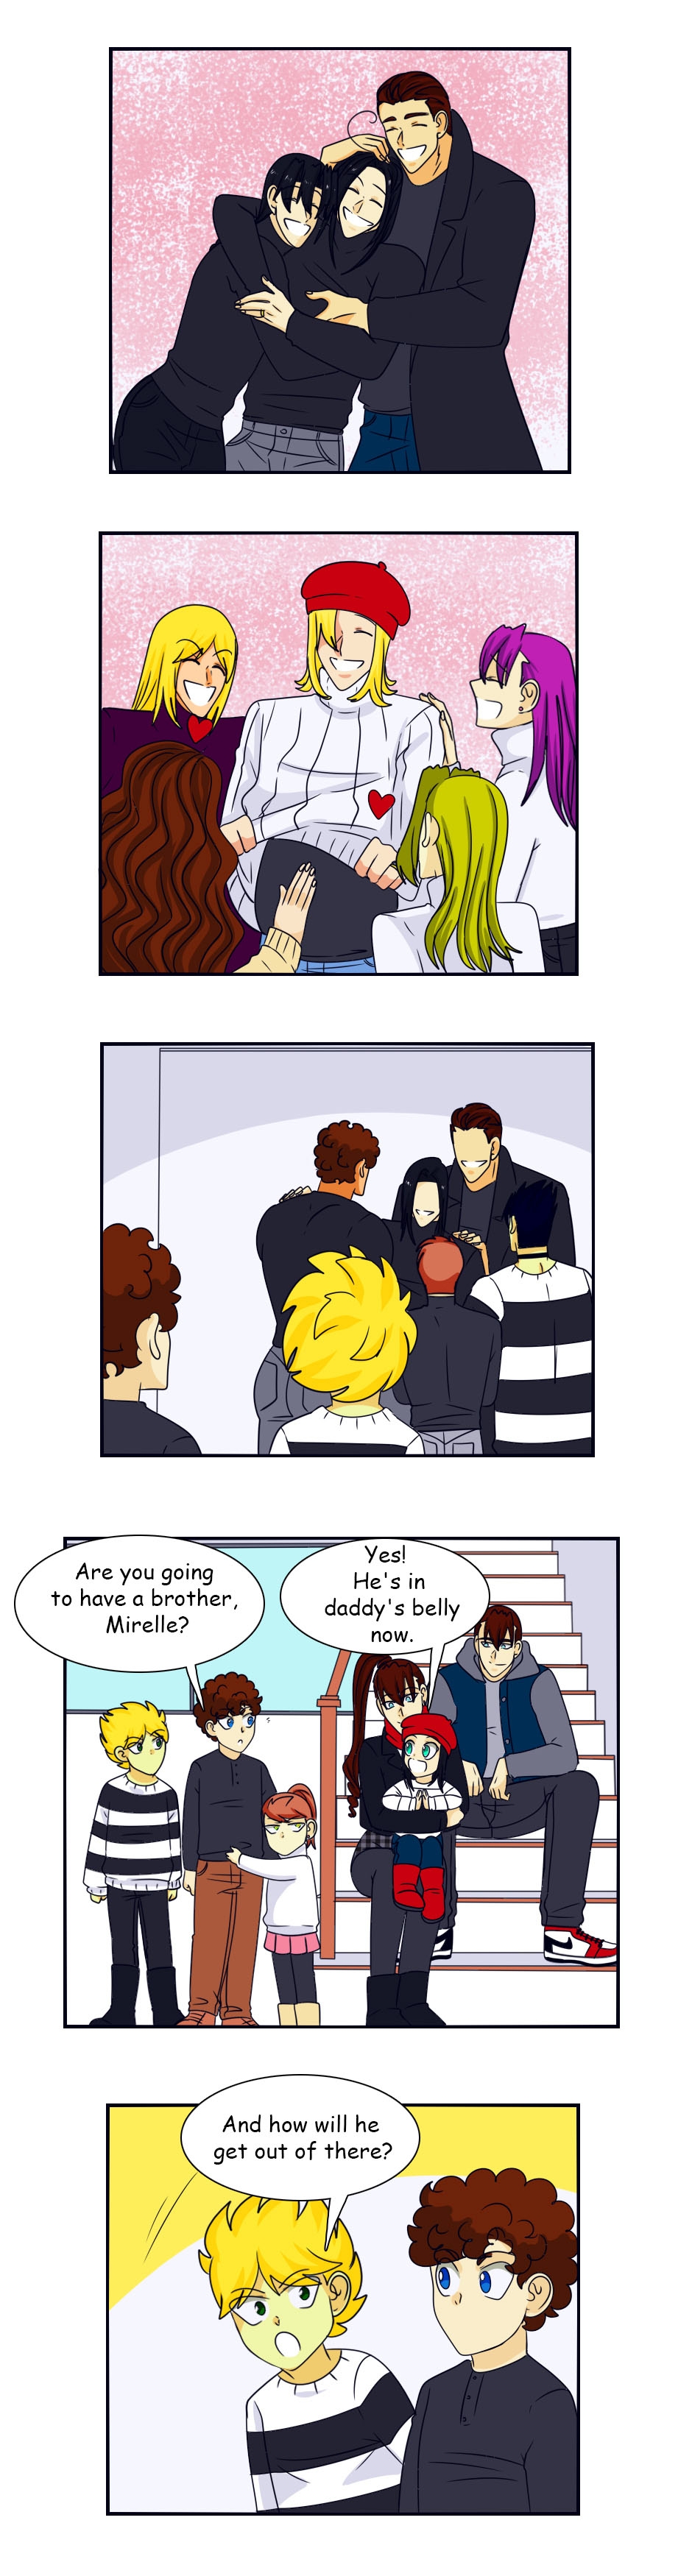 Are you going
to have a brother,
Mirelle?
Yes!
He's in
daddy's belly
now.
And how will he
get out of there?